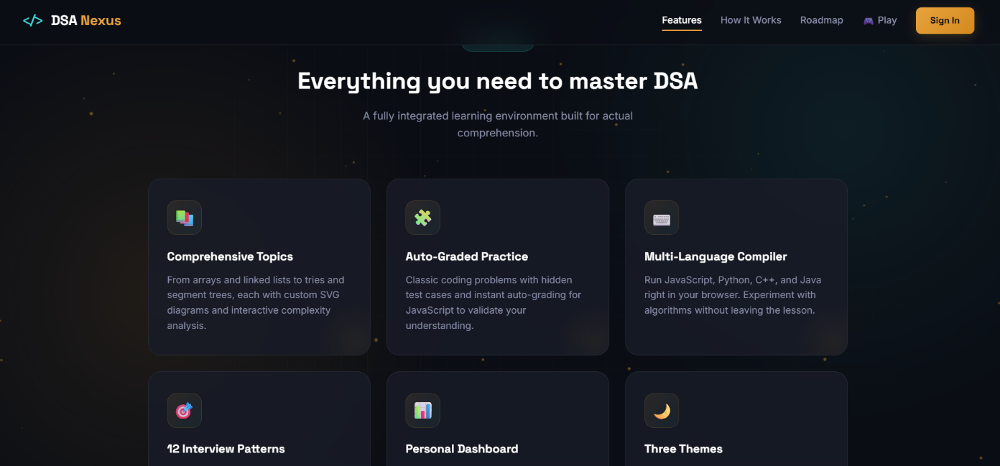 </> DSA Nexus
Features
How It Works
Roadmap
Play
Sign In
Everything you need to master DSA
A fully integrated learning environment built for actual
comprehension.
Comprehensive Topics
From arrays and linked lists to tries and
segment trees, each with custom SVG
diagrams and interactive complexity
analysis.
Auto-Graded Practice
Classic coding problems with hidden
test cases and instant auto-grading for
JavaScript to validate your
understanding.
Multi-Language Compiler
Run JavaScript, Python, C++, and Java
right in your browser. Experiment with
algorithms without leaving the lesson.
12 Interview Patterns
Personal Dashboard
Three Themes